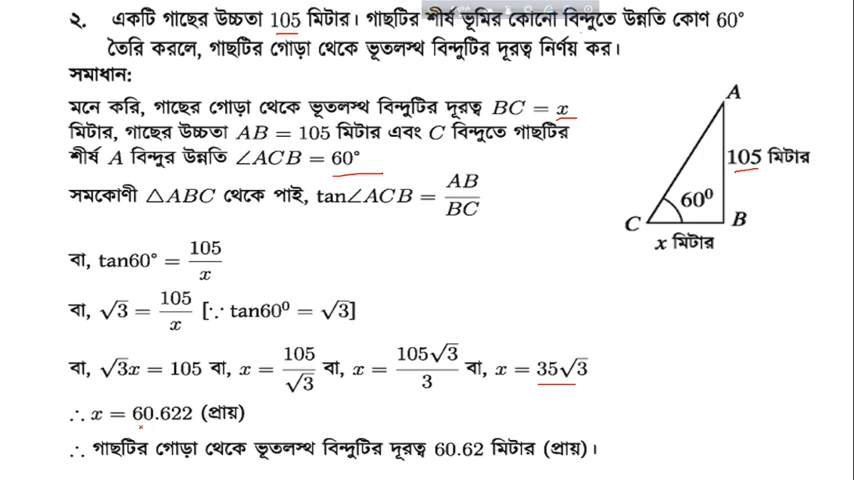 ২. একটি গাছের উচ্চতা 105 মিটার। গাছটির শীর্ষ ভূমির কোনো বিন্দুতে উন্নতি কোণ 60°
তৈরি করলে, গাছটির গোড়া থেকে ভূতলস্থ বিন্দুটির দূরত্ব নির্ণয় কর।
সমাধান:
মনে করি, গাছের গোড়া থেকে ভূতলস্থ বিন্দুটির দূরত্ব BC = x
মিটার, গাছের উচ্চতা AB = 105 মিটার এবং C বিন্দুতে গাছটির
শীর্ষ A বিন্দুর উন্নতি ∠ACB = 60°
সমকোণী △ABC থেকে পাই, tan∠ACB = AB/BC
বা, tan60° = 105/x
বা, √3 = 105/x [∵ tan60⁰ = √3]
বা, √3x = 105 বা, x = 105/√3 বা, x = 105√3/3 বা, x = 35√3
∴ x = 60.622 (প্রায়)
∴ গাছটির গোড়া থেকে ভূতলস্থ বিন্দুটির দূরত্ব 60.62 মিটার (প্রায়)।
A
105 মিটার
60⁰
C
B
x মিটার